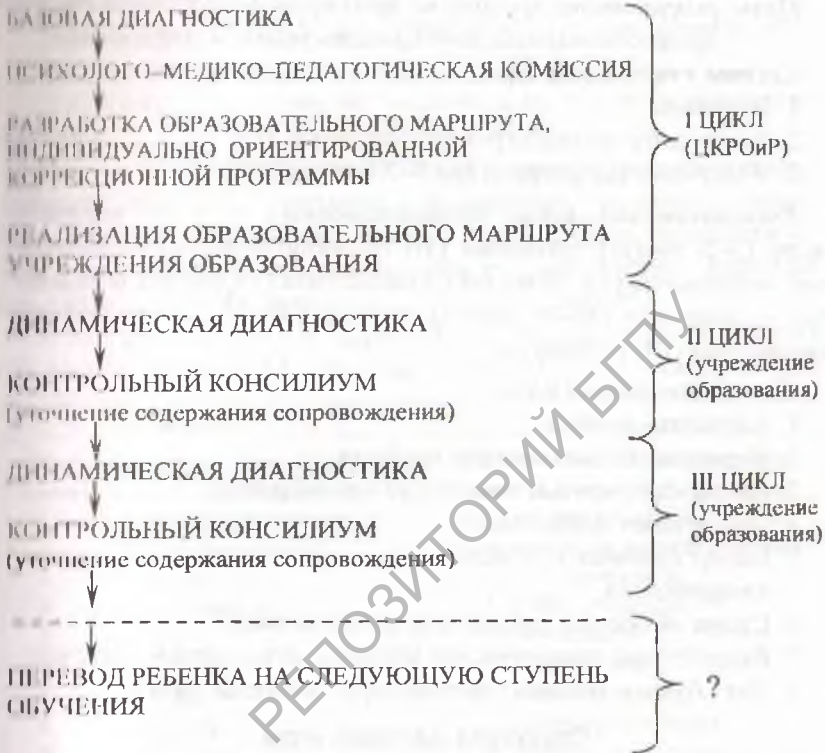 БАЗОВАЯ ДИАГНОСТИКА
ПСИХОЛОГО–МЕДИКО–ПЕДАГОГИЧЕСКАЯ КОМИССИЯ
РАЗРАБОТКА ОБРАЗОВАТЕЛЬНОГО МАРШРУТА,
ИНДИВИДУАЛЬНО ОРИЕНТИРОВАННОЙ
КОРРЕКЦИОННОЙ ПРОГРАММЫ
РЕАЛИЗАЦИЯ ОБРАЗОВАТЕЛЬНОГО МАРШРУТА
УЧРЕЖДЕНИЯ ОБРАЗОВАНИЯ
I ЦИКЛ
(ЦКРОиР)
ДИНАМИЧЕСКАЯ ДИАГНОСТИКА
КОНТРОЛЬНЫЙ КОНСИЛИУМ
(уточнение содержания сопровождения)
II ЦИКЛ
(учреждение
образования)
ДИНАМИЧЕСКАЯ ДИАГНОСТИКА
КОНТРОЛЬНЫЙ КОНСИЛИУМ
(уточнение содержания сопровождения)
III ЦИКЛ
(учреждение
образования)
ПЕРЕВОД РЕБЕНКА НА СЛЕДУЮЩУЮ СТУПЕНЬ
ОБУЧЕНИЯ
?
РЕПОЗИТОРИЙ БГПУ